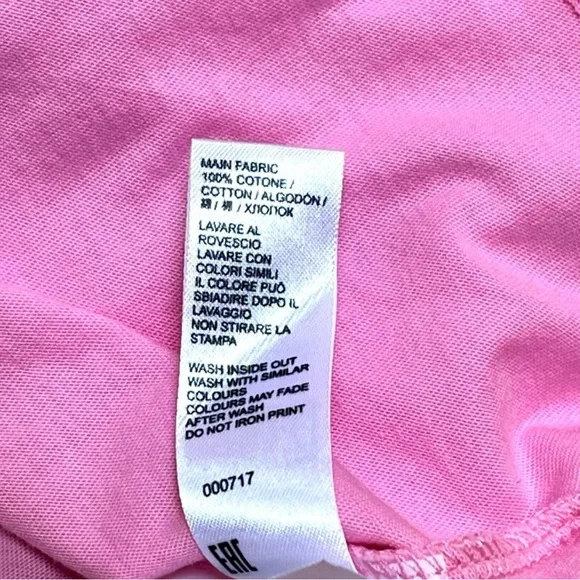 MAIN FABRIC
100% COTONE /
COTTON / ALGODÓN /
綿 / 棉 / ХЛОПОК
LAVARE AL
ROVESCIO
LAVARE CON
COLORI SIMILI
IL COLORE PUÒ
SBIADIRE DOPO IL
LAVAGGIO
NON STIRARE LA
STAMPA
WASH INSIDE OUT
WASH WITH SIMILAR
COLOURS
COLOURS MAY FADE
AFTER WASH
DO NOT IRON PRINT
000717
EAC